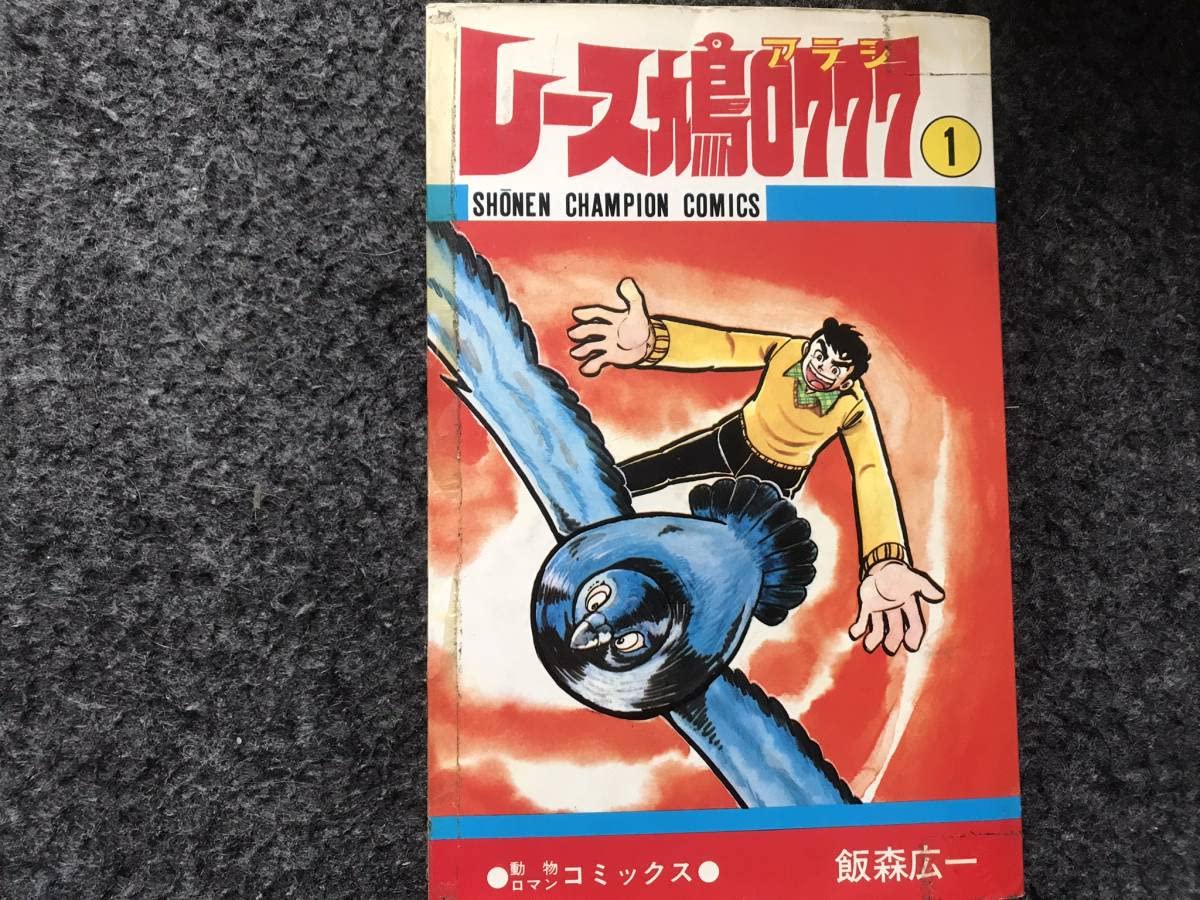 アラシ
レース鳩0777
1
SHŌNEN CHAMPION COMICS
●動物ロマンコミックス●
飯森広一